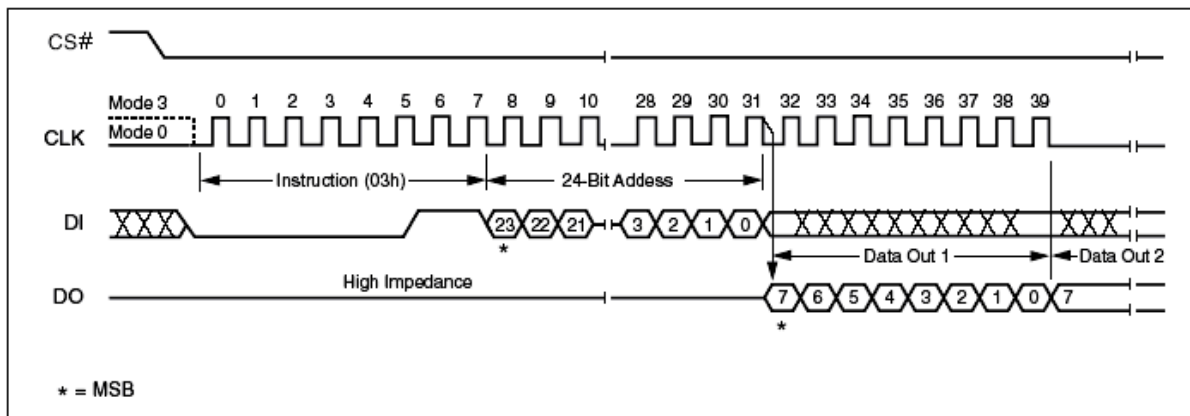 CS#
Mode 3
0 1 2 3 4 5 6 7 8 9 10 28 29 30 31 32 33 34 35 36 37 38 39
CLK
Mode 0
Instruction (03h) 24-Bit Addess
DI
23 22 21 3 2 1 0
*
Data Out 1 Data Out 2
High Impedance
DO
7 6 5 4 3 2 1 0 7
*
* = MSB